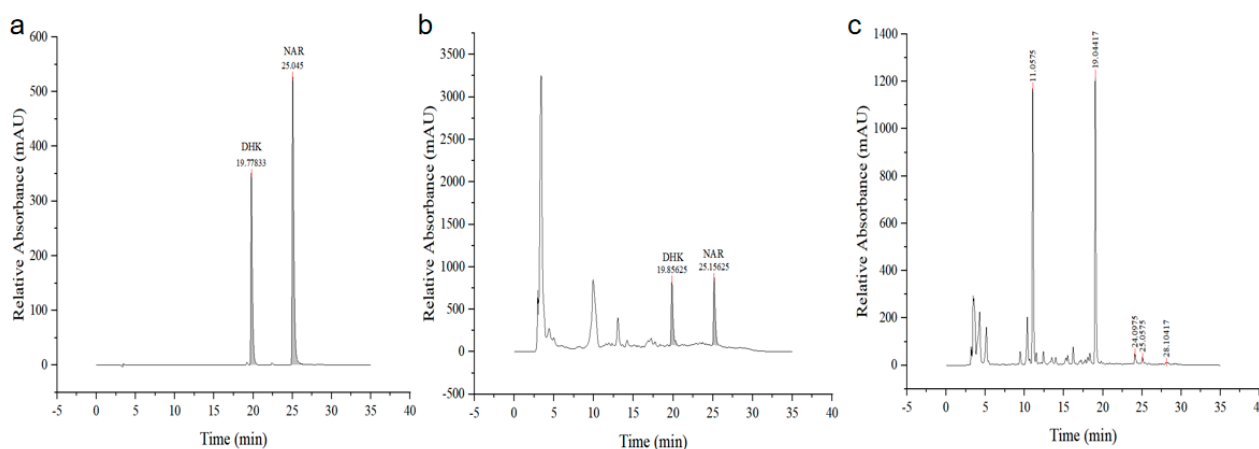 a
Relative Absorbance (mAU)
600
500
400
300
200
100
0
DHK
19.77833
NAR
25.045
-5 0 5 10 15 20 25 30 35 40
Time (min)
b
Relative Absorbance (mAU)
3500
3000
2500
2000
1500
1000
500
0
-500
DHK
19.85625
NAR
25.15625
-5 0 5 10 15 20 25 30 35 40
Time (min)
c
Relative Absorbance (mAU)
1400
1200
1000
800
600
400
200
0
11.0575
19.04417
24.0975
25.0575
28.10417
-5 0 5 10 15 20 25 30 35 40
Time (min)